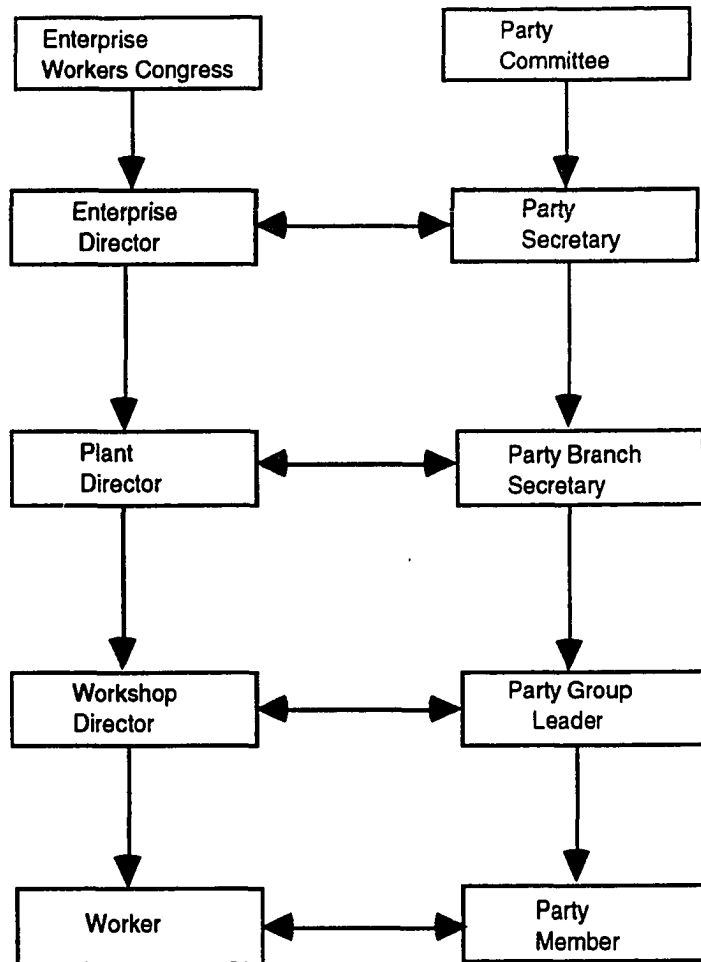 Enterprise
Workers Congress
Party
Committee
Enterprise
Director
Party
Secretary
Plant
Director
Party Branch
Secretary
Workshop
Director
Party Group
Leader
Worker
Party
Member